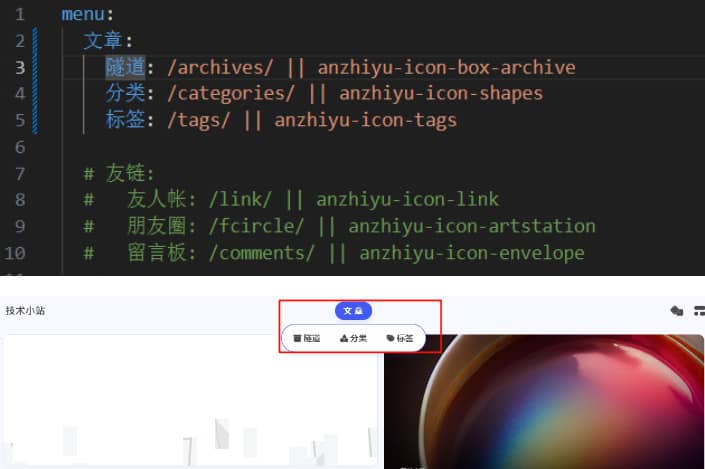 1 menu:
2 文章:
3 隧道: /archives/ || anzhiyu-icon-box-archive
4 分类: /categories/ || anzhiyu-icon-shapes
5 标签: /tags/ || anzhiyu-icon-tags
6
7 # 友链:
8 # 友人帐: /link/ || anzhiyu-icon-link
9 # 朋友圈: /fcircle/ || anzhiyu-icon-artstation
10 # 留言板: /comments/ || anzhiyu-icon-envelope
技术小站 文章
隧道 分类 标签